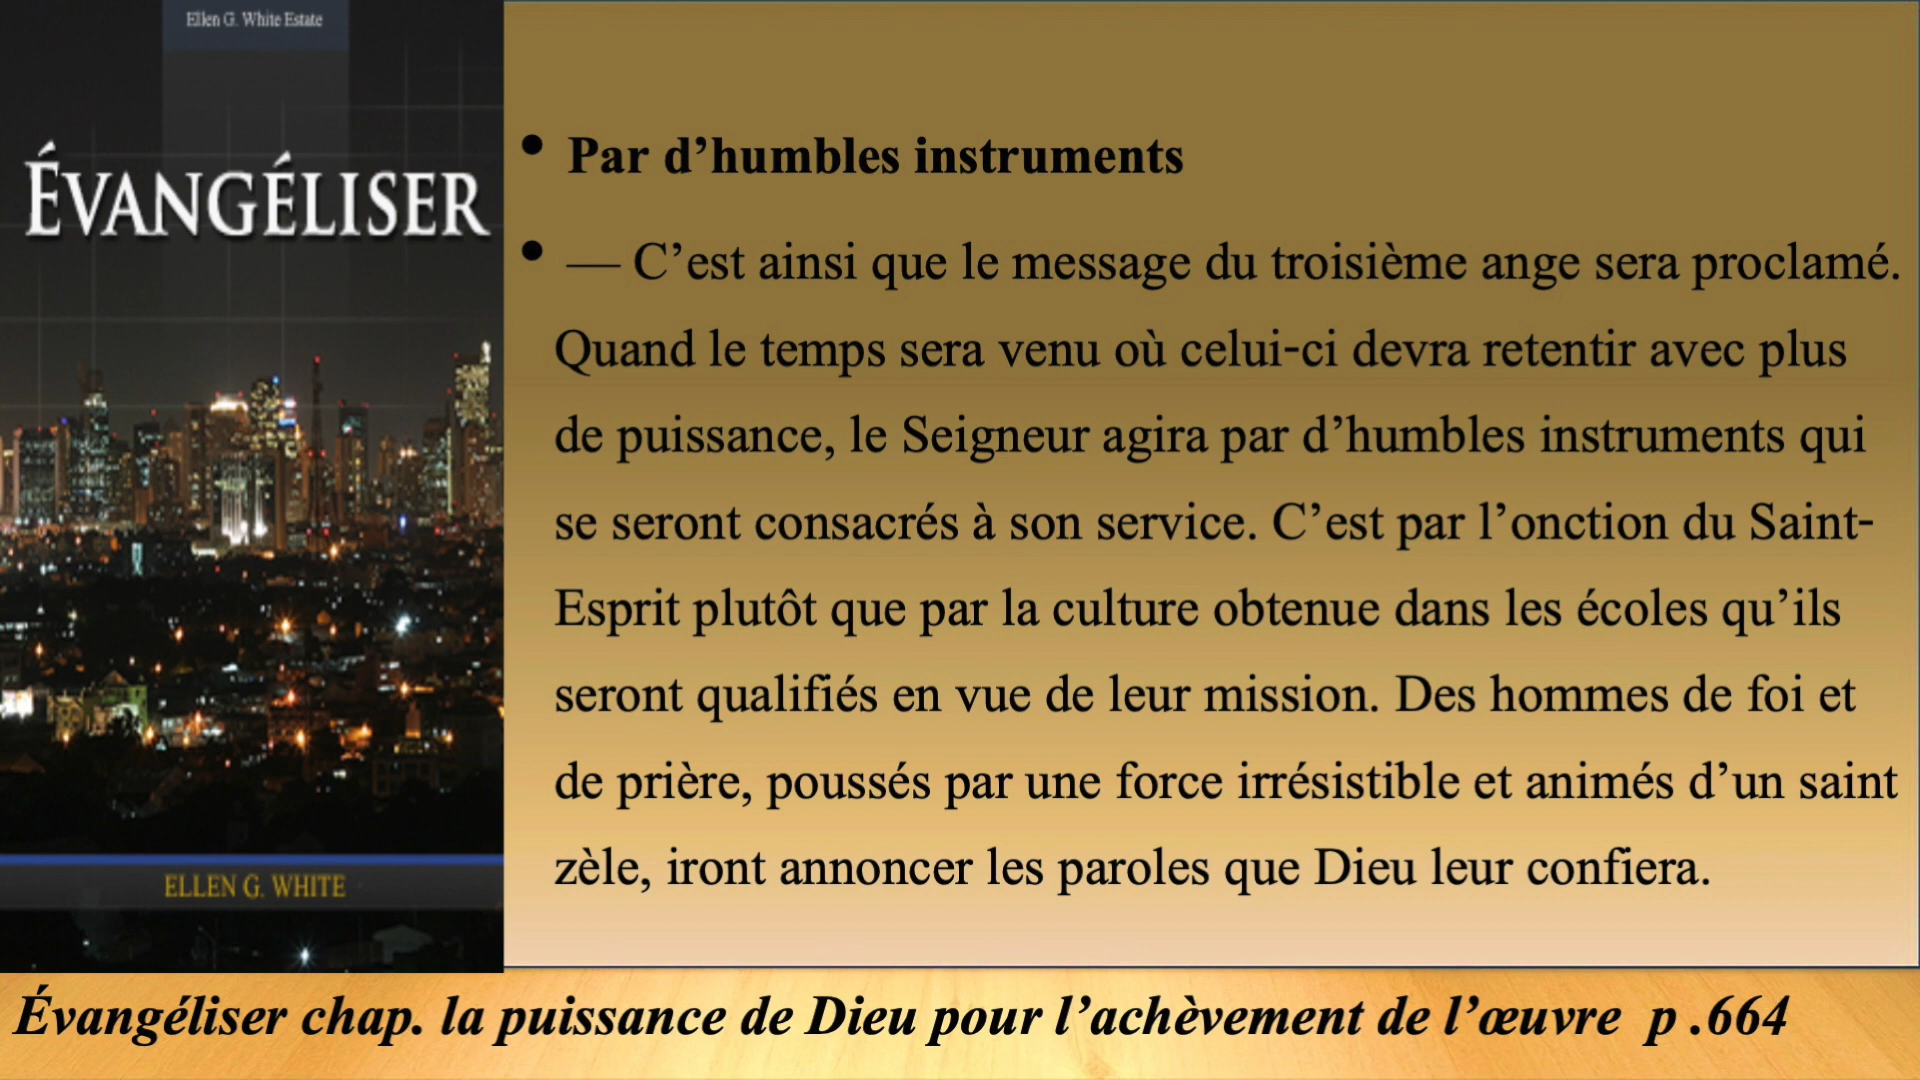 Ellen G. White Estate
ÉVANGÉLISER
ELLEN G. WHITE
• Par d’humbles instruments
• — C’est ainsi que le message du troisième ange sera proclamé.
Quand le temps sera venu où celui-ci devra retentir avec plus
de puissance, le Seigneur agira par d’humbles instruments qui
se seront consacrés à son service. C’est par l’onction du Saint-
Esprit plutôt que par la culture obtenue dans les écoles qu’ils
seront qualifiés en vue de leur mission. Des hommes de foi et
de prière, poussés par une force irrésistible et animés d’un saint
zèle, iront annoncer les paroles que Dieu leur confiera.
Évangéliser chap. la puissance de Dieu pour l’achèvement de l’œuvre p .664